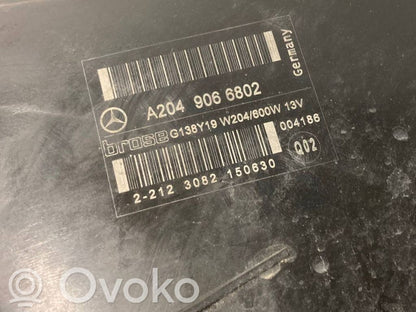 Germany
A204 906 6802
brose G138Y19 W204/600W 13V
004186
2-212 3082 150630
Q02
© Ovoko